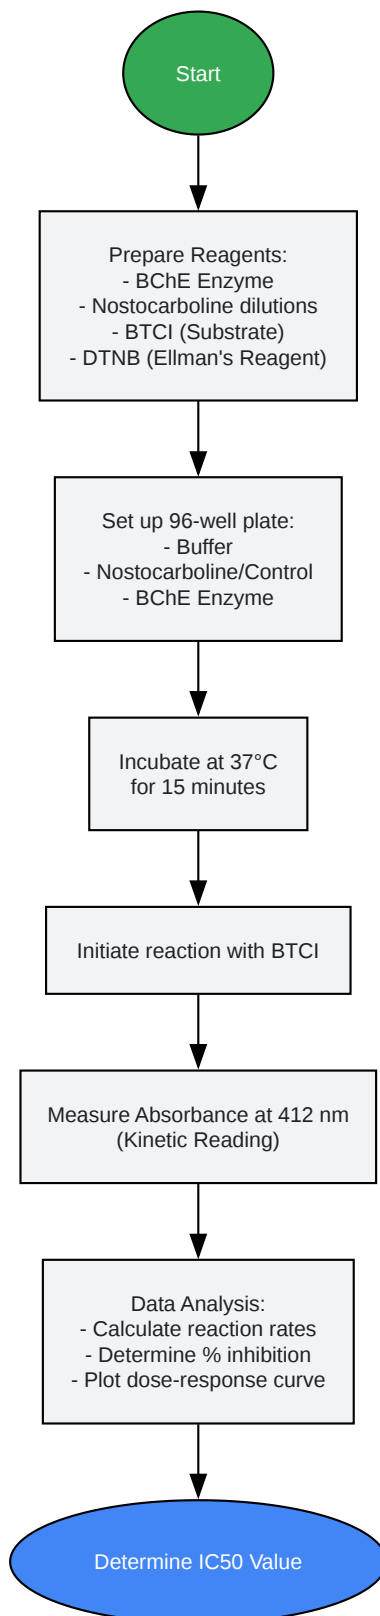 Start
Prepare Reagents:
- BChE Enzyme
- Nostocarboline dilutions
- BTCI (Substrate)
- DTNB (Ellman's Reagent)
Set up 96-well plate:
- Buffer
- Nostocarboline/Control
- BChE Enzyme
Incubate at 37°C
for 15 minutes
Initiate reaction with BTCI
Measure Absorbance at 412 nm
(Kinetic Reading)
Data Analysis:
- Calculate reaction rates
- Determine % inhibition
- Plot dose-response curve
Determine IC50 Value